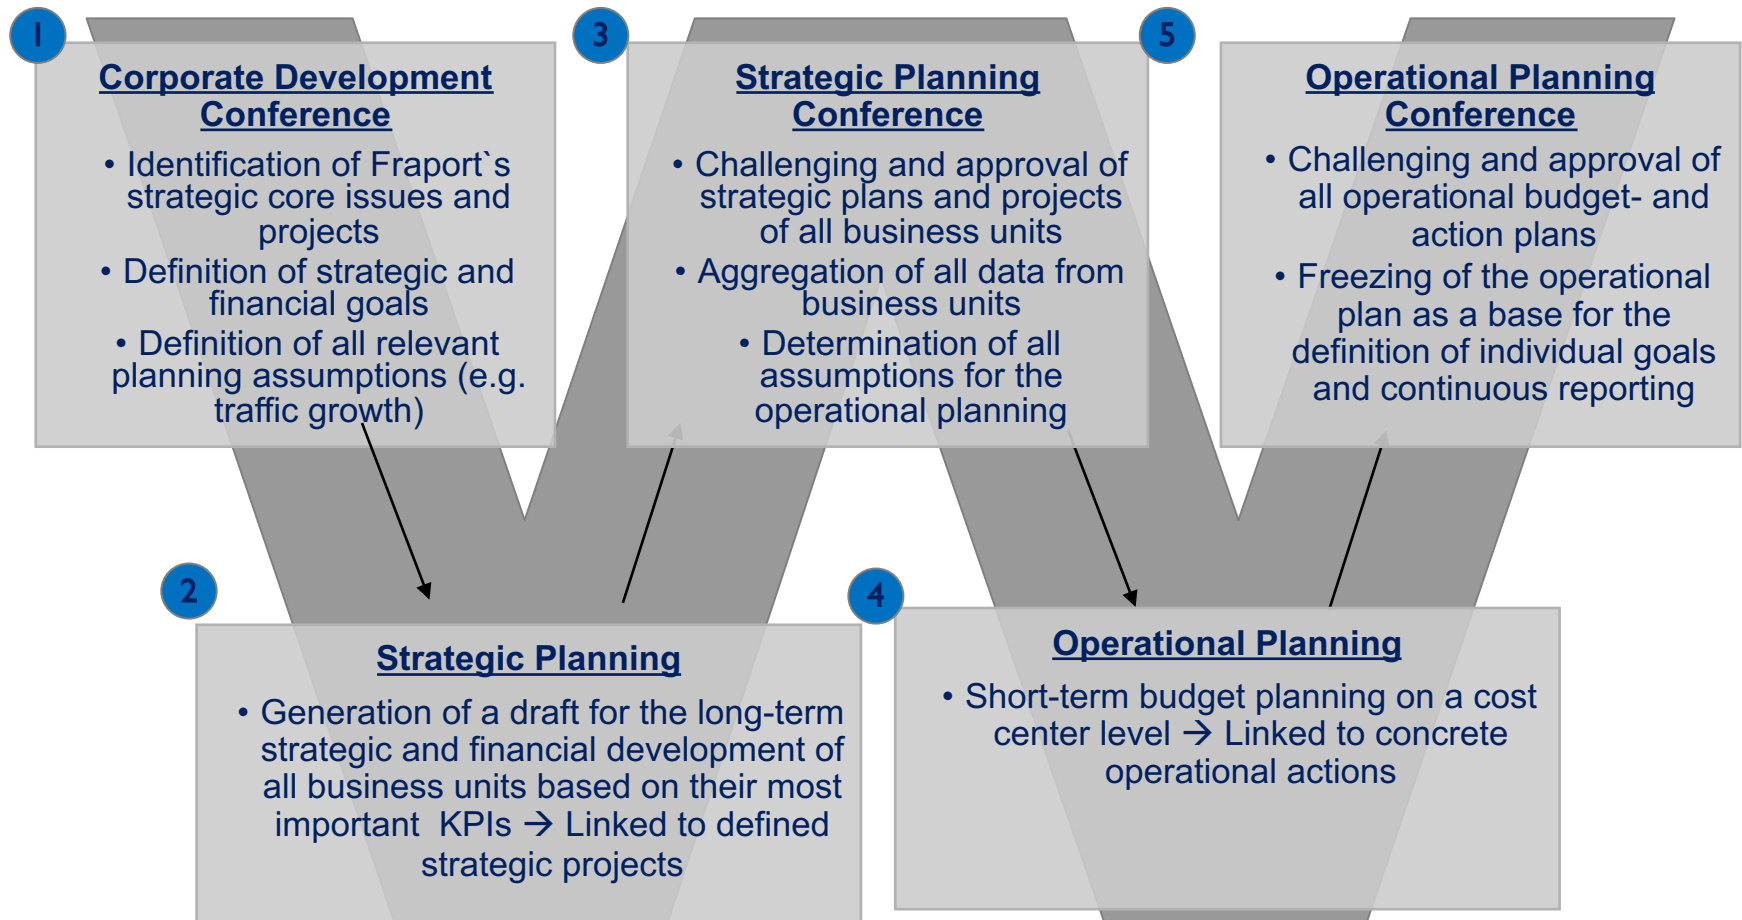 1
Corporate Development
Conference
• Identification of Fraport`s
strategic core issues and
projects
• Definition of strategic and
financial goals
• Definition of all relevant
planning assumptions (e.g.
traffic growth)
2
Strategic Planning
• Generation of a draft for the long-term
strategic and financial development of
all business units based on their most
important KPIs → Linked to defined
strategic projects
3
Strategic Planning
Conference
• Challenging and approval of
strategic plans and projects
of all business units
• Aggregation of all data from
business units
• Determination of all
assumptions for the
operational planning
4
Operational Planning
• Short-term budget planning on a cost
center level → Linked to concrete
operational actions
5
Operational Planning
Conference
• Challenging and approval of
all operational budget- and
action plans
• Freezing of the operational
plan as a base for the
definition of individual goals
and continuous reporting